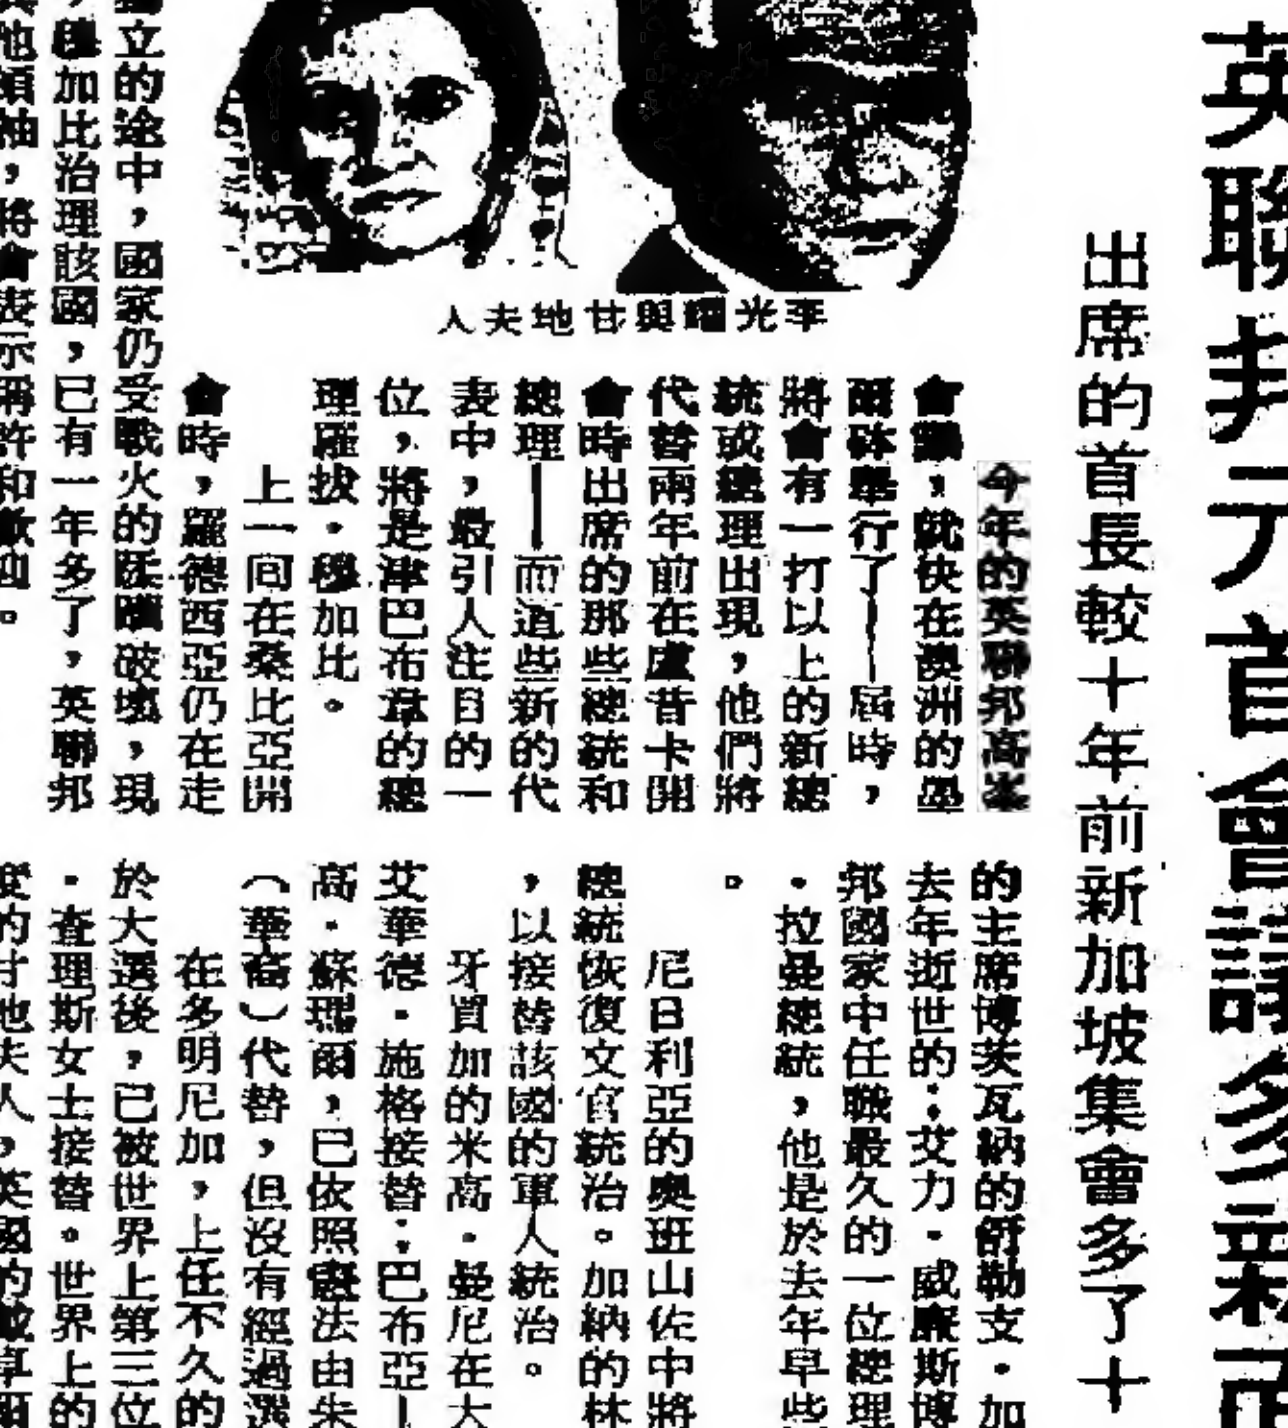 英聯邦元首會議多新面
出席的首長較十年前新加坡集會多了十
李光耀與甘地夫人
今年的英聯邦高峯
會議，就快在澳洲的墨
爾砵舉行了——屆時，
將會有一打以上的新總
統或總理出現，他們將
代替兩年前在盧昔卡開
會時出席的那些總統和
總理——而這些新的代
表中，最引人注目的一
位，將是津巴布韋的總
理羅拔·穆加比。
上一回在桑比亞開
會時，羅德西亞仍在走
立的途中，國家仍受戰火的蹂躪破壞，現
，穆加比治理該國，已有一年多了，英聯邦
他領袖，將會表示稱許和歡迎。
的主席博茨瓦納的舒勒支·加
去年逝世的；艾力·威廉斯博
邦國家中任職最久的一位總理
·拉曼總統，他是於去年早些
。
尼日利亞的奧班山佐中將
總統恢復文官統治。加納的林
，以接替該國的軍人統治。
牙買加的米高·曼尼在大
艾華德·施格接替；巴布亞—
高·蘇瑞爾，已依照憲法由朱
（華裔）代替，但沒有經過選
在多明尼加，上任不久的
於大選後，已被世界上第三位
·查理斯女士接替。世界上的
度的甘地夫人，英國的戴卓爾